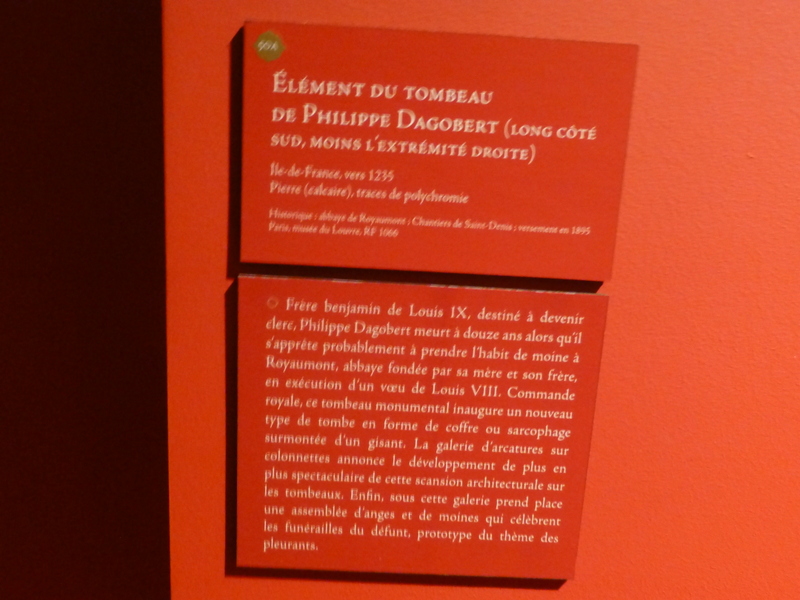 Élément du tombeau
de Philippe Dagobert (long côté
sud, moins l'extrémité droite)
Île-de-France, vers 1235
Pierre (calcaire), traces de polychromie
Historique : abbaye de Royaumont ; Chantiers de Saint-Denis ; versement en 1895
Paris, musée du Louvre, RF 1066
Frère benjamin de Louis IX, destiné à devenir
clerc, Philippe Dagobert meurt à douze ans alors qu'il
s'apprête probablement à prendre l'habit de moine à
Royaumont, abbaye fondée par sa mère et son frère,
en exécution d'un vœu de Louis VIII. Commande
royale, ce tombeau monumental inaugure un nouveau
type de tombe en forme de coffre ou sarcophage
surmontée d'un gisant. La galerie d'arcatures sur
colonnettes annonce le développement de plus en
plus spectaculaire de cette scansion architecturale sur
les tombeaux. Enfin, sous cette galerie prend place
une assemblée d'anges et de moines qui célèbrent
les funérailles du défunt, prototype du thème des
pleurants.